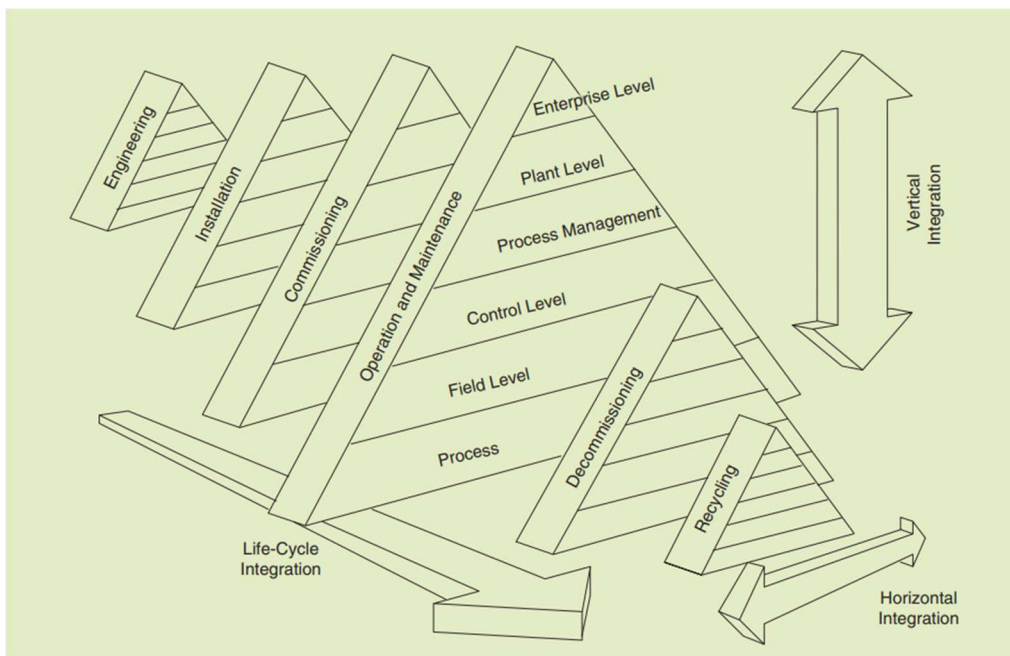 Engineering
Installation
Commissioning
Operation and Maintenance
Enterprise Level
Plant Level
Process Management
Control Level
Field Level
Process
Decommissioning
Recycling
Vertical
Integration
Life-Cycle
Integration
Horizontal
Integration